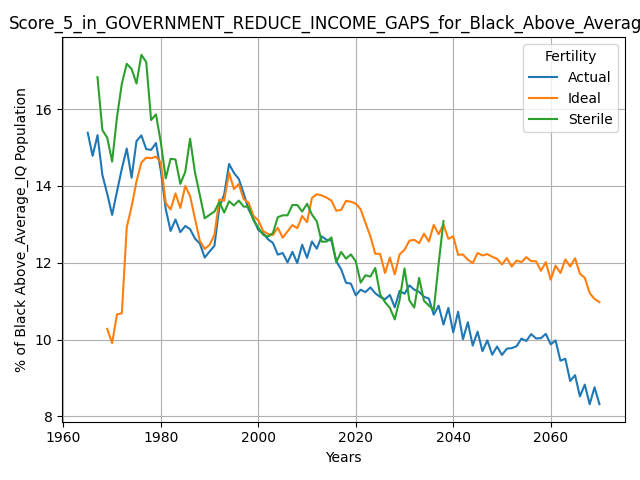 Score_5_in_GOVERNMENT_REDUCE_INCOME_GAPS_for_Black_Above_Averag
Fertility
Actual
Ideal
Sterile
% of Black Above_Average_IQ Population
16
14
12
10
8
1960
1980
2000
2020
2040
2060
Years